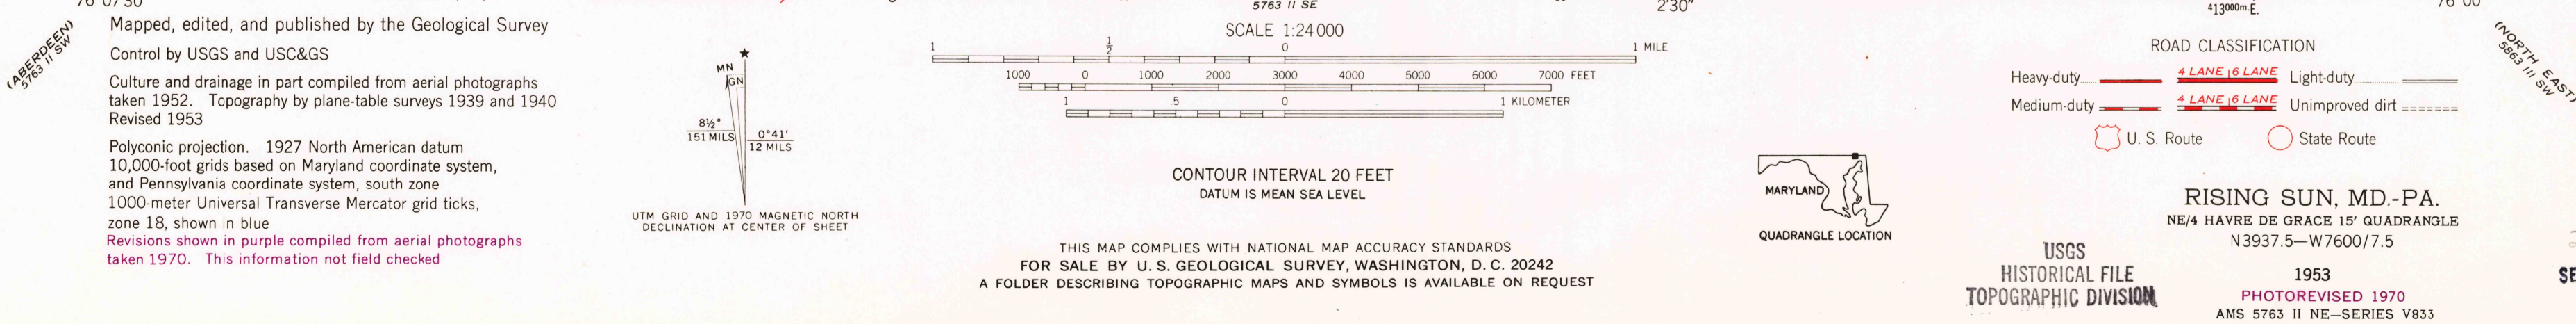 76°07'30"
(ABERDEEN)
5763 II SW
Mapped, edited, and published by the Geological Survey
Control by USGS and USC&GS
Culture and drainage in part compiled from aerial photographs
taken 1952. Topography by plane-table surveys 1939 and 1940
Revised 1953
Polyconic projection. 1927 North American datum
10,000-foot grids based on Maryland coordinate system,
and Pennsylvania coordinate system, south zone
1000-meter Universal Transverse Mercator grid ticks,
zone 18, shown in blue
Revisions shown in purple compiled from aerial photographs
taken 1970. This information not field checked
MN
GN
8½°
151 MILS
0°41'
12 MILS
UTM GRID AND 1970 MAGNETIC NORTH
DECLINATION AT CENTER OF SHEET
5763 II SE
SCALE 1:24 000
1 ½ 0 1 MILE
1000 0 1000 2000 3000 4000 5000 6000 7000 FEET
1 .5 0 1 KILOMETER
CONTOUR INTERVAL 20 FEET
DATUM IS MEAN SEA LEVEL
THIS MAP COMPLIES WITH NATIONAL MAP ACCURACY STANDARDS
FOR SALE BY U. S. GEOLOGICAL SURVEY, WASHINGTON, D. C. 20242
A FOLDER DESCRIBING TOPOGRAPHIC MAPS AND SYMBOLS IS AVAILABLE ON REQUEST
2'30"
MARYLAND
QUADRANGLE LOCATION
413000m.E.
76°00'
(NORTH EAST)
5863 III SW
ROAD CLASSIFICATION
Heavy-duty 4 LANE 6 LANE Light-duty
Medium-duty 4 LANE 6 LANE Unimproved dirt
U. S. Route State Route
USGS
HISTORICAL FILE
TOPOGRAPHIC DIVISION
RISING SUN, MD.-PA.
NE/4 HAVRE DE GRACE 15' QUADRANGLE
N3937.5—W7600/7.5
1953
PHOTOREVISED 1970
AMS 5763 II NE—SERIES V833